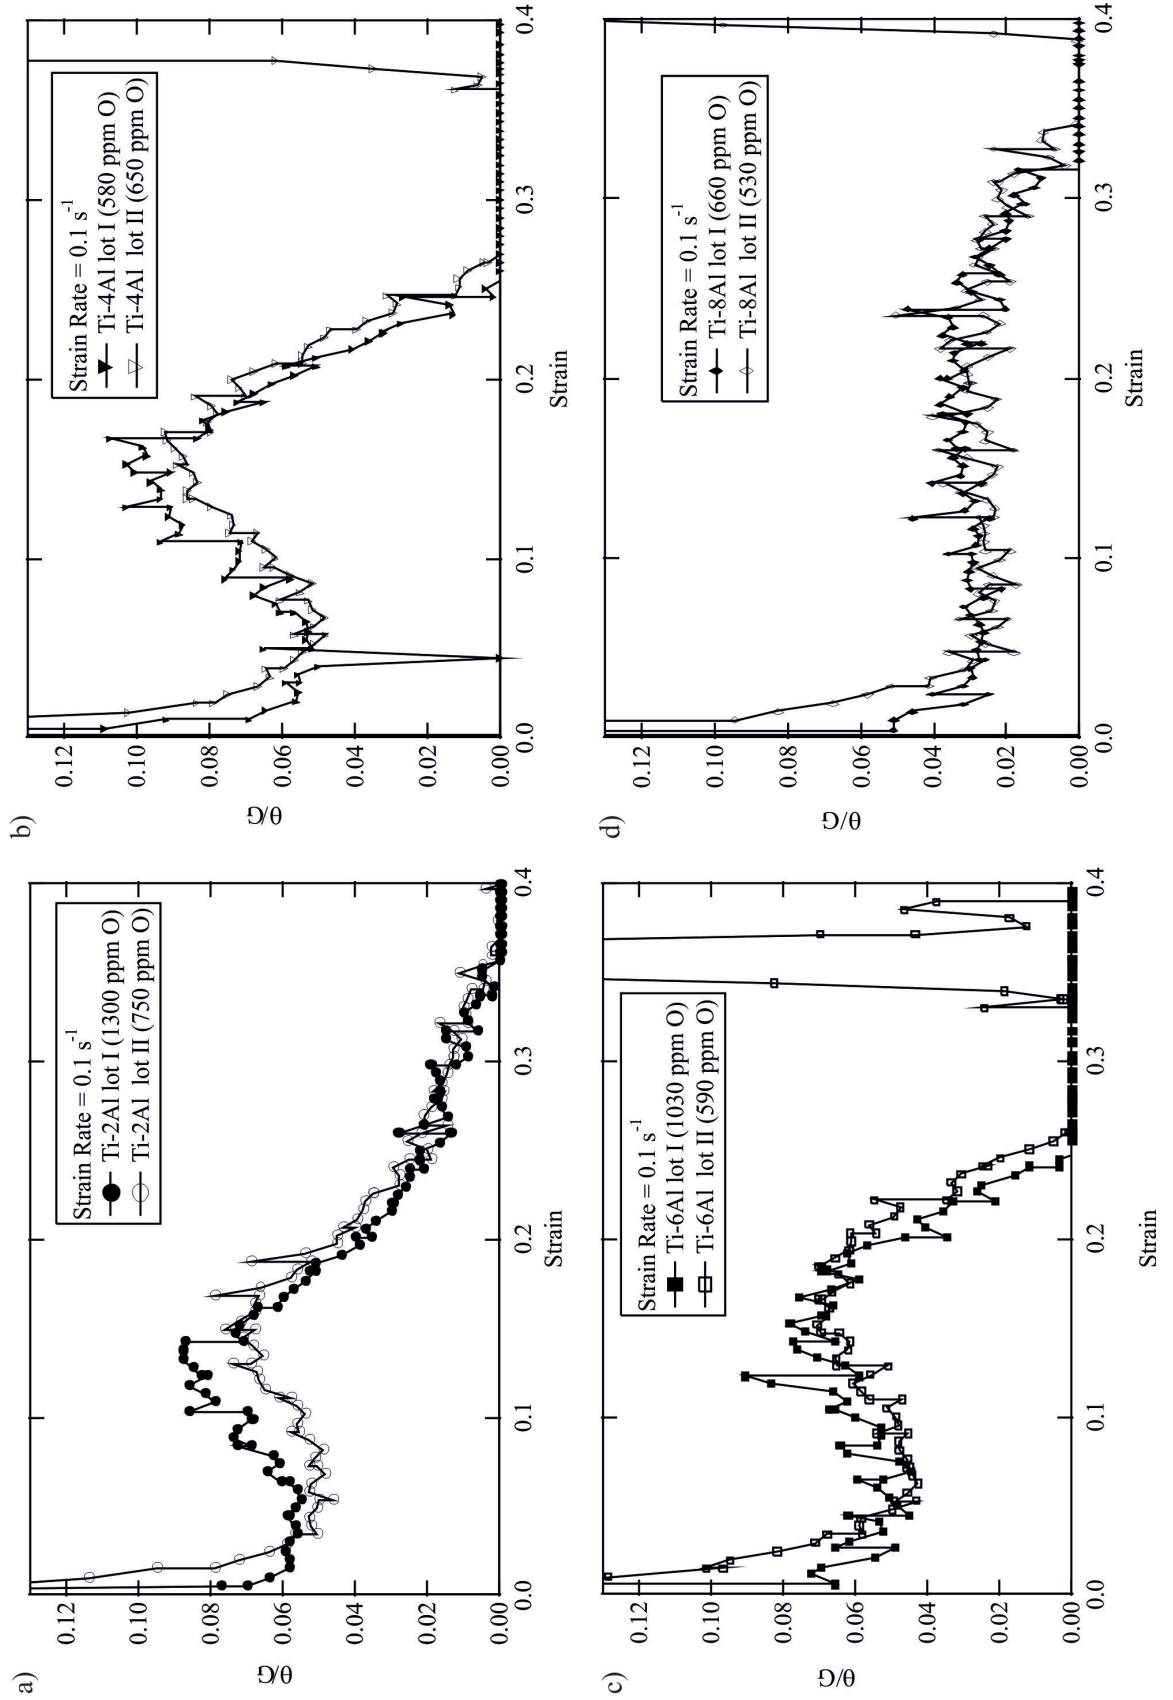 a)
θ/G
0.12
0.10
0.08
0.06
0.04
0.02
0.00
Strain Rate = 0.1 s-1
Ti-2Al lot I (1300 ppm O)
Ti-2Al lot II (750 ppm O)
0.0
0.1
0.2
0.3
0.4
Strain
b)
θ/G
0.12
0.10
0.08
0.06
0.04
0.02
0.00
Strain Rate = 0.1 s-1
Ti-4Al lot I (580 ppm O)
Ti-4Al lot II (650 ppm O)
0.0
0.1
0.2
0.3
0.4
Strain
c)
θ/G
0.12
0.10
0.08
0.06
0.04
0.02
0.00
Strain Rate = 0.1 s-1
Ti-6Al lot I (1030 ppm O)
Ti-6Al lot II (590 ppm O)
0.0
0.1
0.2
0.3
0.4
Strain
d)
θ/G
0.12
0.10
0.08
0.06
0.04
0.02
0.00
Strain Rate = 0.1 s-1
Ti-8Al lot I (660 ppm O)
Ti-8Al lot II (530 ppm O)
0.0
0.1
0.2
0.3
0.4
Strain